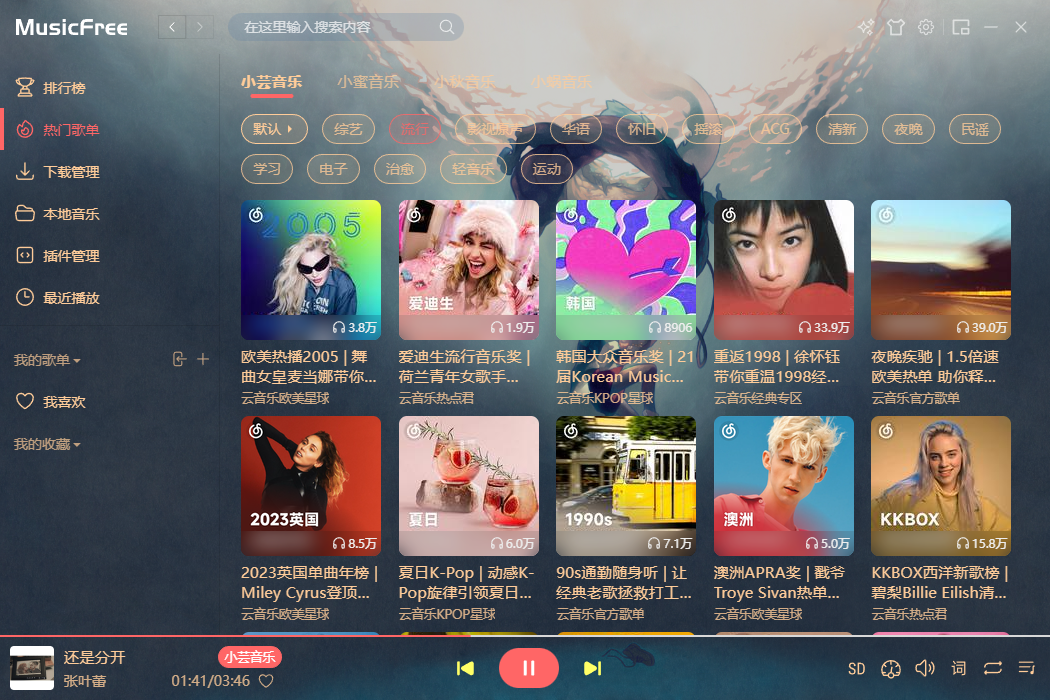 MusicFree
在这里输入搜索内容
排行榜
热门歌单
下载管理
本地音乐
插件管理
最近播放
我的歌单
我喜欢
我的收藏
小芸音乐 小蜜音乐 小秋音乐 小蜗音乐
默认 综艺 流行 影视原声 华语 怀旧 摇滚 ACG 清新 夜晚 民谣
学习 电子 治愈 轻音乐 运动
2005
爱迪生
韩国
3.8万 1.9万 8906 33.9万 39.0万
欧美热播2005 | 舞曲女皇麦当娜带你...
云音乐欧美星球
爱迪生流行音乐奖 | 荷兰青年女歌手...
云音乐热点君
韩国大众音乐奖 | 21届Korean Music...
云音乐KPOP星球
重返1998 | 徐怀钰带你重温1998经...
云音乐经典专区
夜晚疾驰 | 1.5倍速欧美热单 助你释...
云音乐官方歌单
2023英国
夏日
1990s
澳洲
KKBOX
8.5万 6.0万 7.1万 5.0万 15.8万
2023英国单曲年榜 | Miley Cyrus登顶...
云音乐欧美星球
夏日K-Pop | 动感K-Pop旋律引领夏日...
云音乐KPOP星球
90s通勤随身听 | 让经典老歌拯救打工...
云音乐官方歌单
澳洲APRA奖 | 戳爷Troye Sivan热单...
云音乐欧美星球
KKBOX西洋新歌榜 | 碧梨Billie Eilish清...
云音乐热点君
还是分开
小芸音乐
张叶蕾
01:41/03:46
SD
词